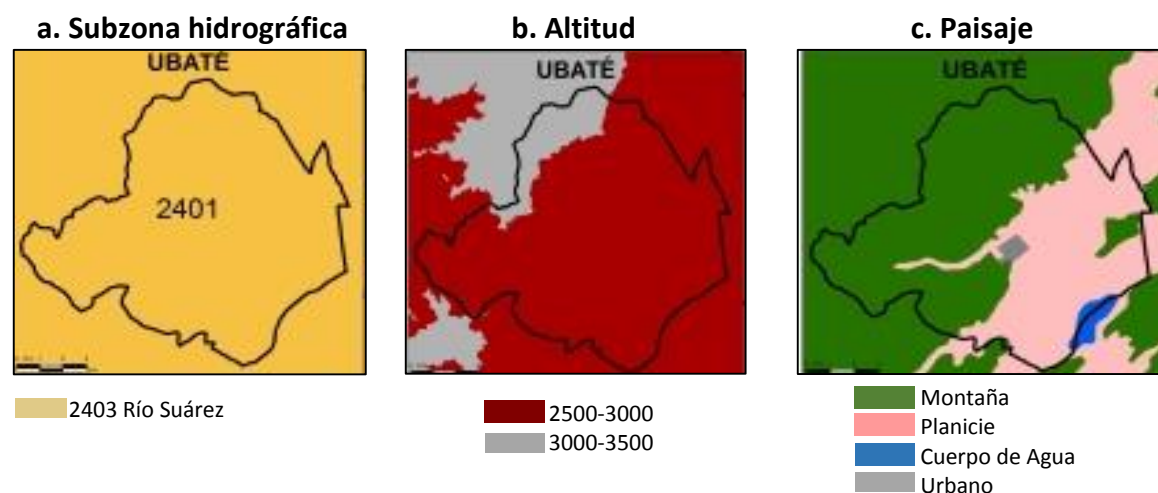 a. Subzona hidrográfica
b. Altitud
c. Paisaje
UBATÉ
2401
UBATÉ
UBATÉ
2403 Río Suárez
2500-3000
3000-3500
Montaña
Planicie
Cuerpo de Agua
Urbano